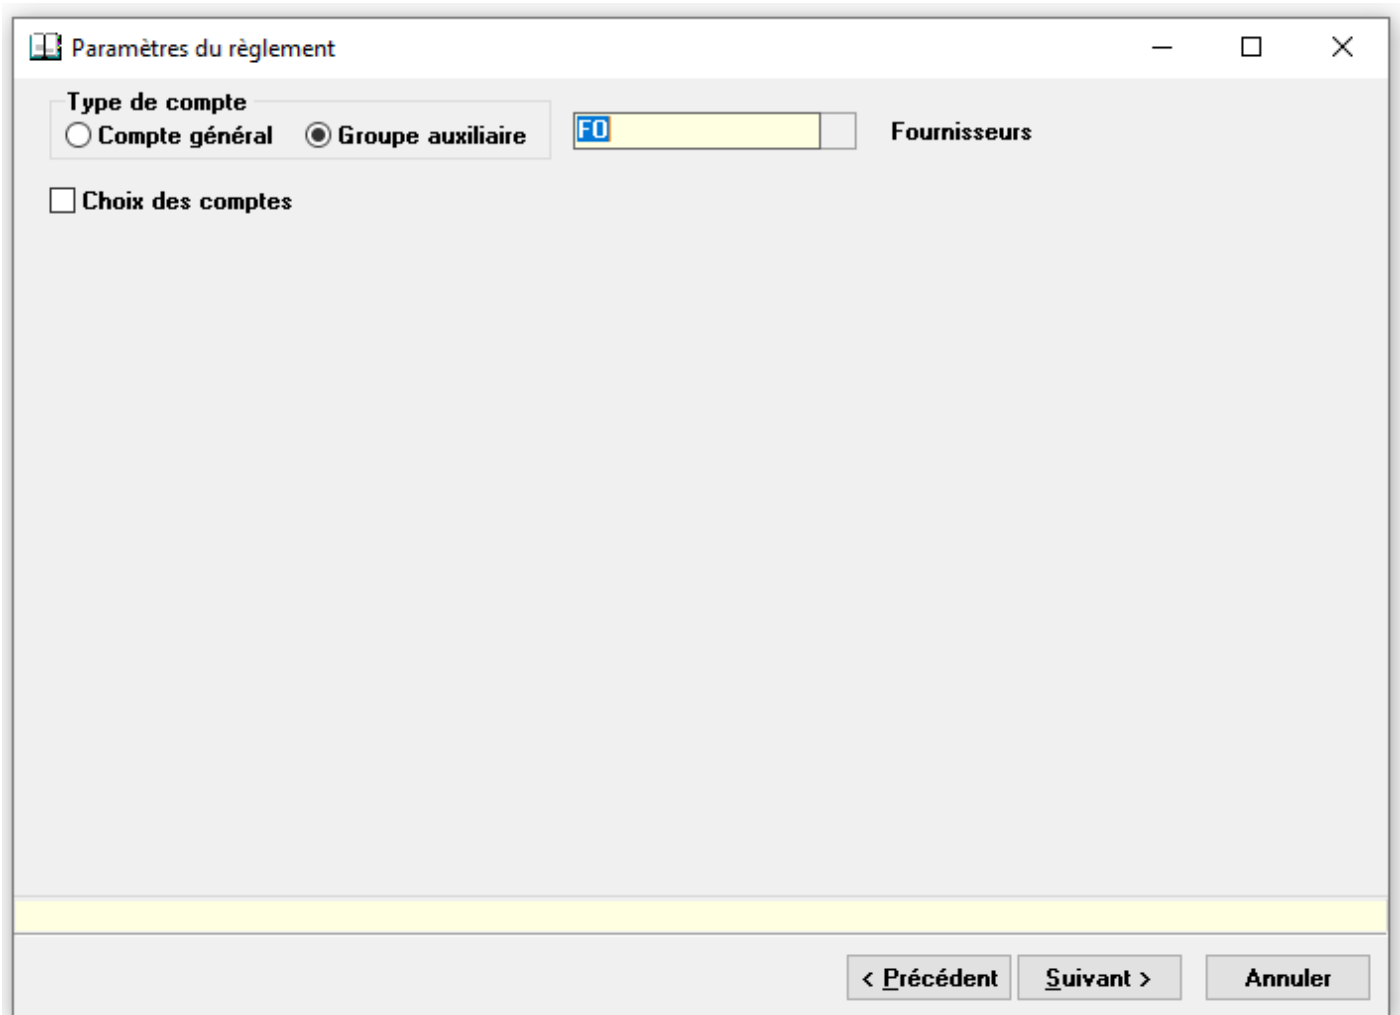 Paramètres du règlement
Type de compte
Compte général Groupe auxiliaire FO Fournisseurs
Choix des comptes
< Précédent Suivant > Annuler